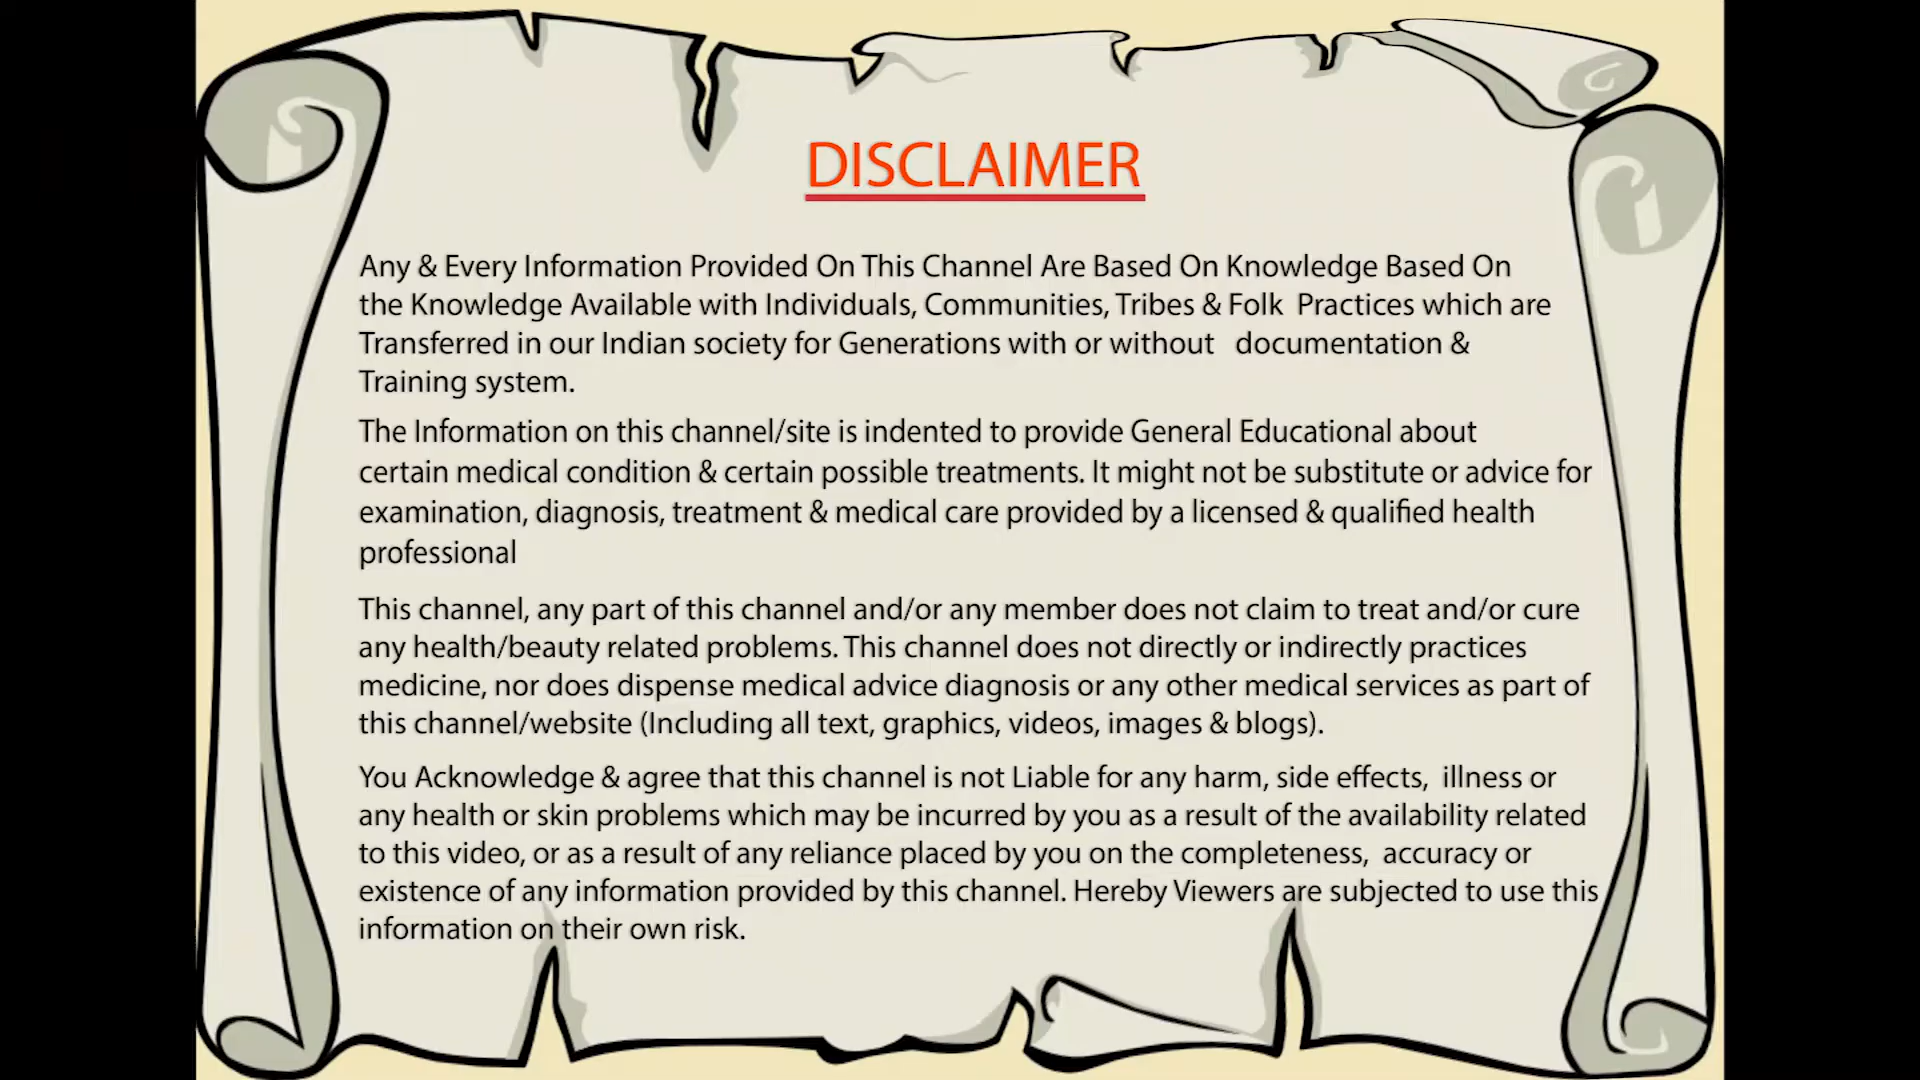 DISCLAIMER
Any & Every Information Provided On This Channel Are Based On Knowledge Based On
the Knowledge Available with Individuals, Communities, Tribes & Folk Practices which are
Transferred in our Indian society for Generations with or without documentation &
Training system.
The Information on this channel/site is indented to provide General Educational about
certain medical condition & certain possible treatments. It might not be substitute or advice for
examination, diagnosis, treatment & medical care provided by a licensed & qualified health
professional
This channel, any part of this channel and/or any member does not claim to treat and/or cure
any health/beauty related problems. This channel does not directly or indirectly practices
medicine, nor does dispense medical advice diagnosis or any other medical services as part of
this channel/website (Including all text, graphics, videos, images & blogs).
You Acknowledge & agree that this channel is not Liable for any harm, side effects, illness or
any health or skin problems which may be incurred by you as a result of the availability related
to this video, or as a result of any reliance placed by you on the completeness, accuracy or
existence of any information provided by this channel. Hereby Viewers are subjected to use this
information on their own risk.